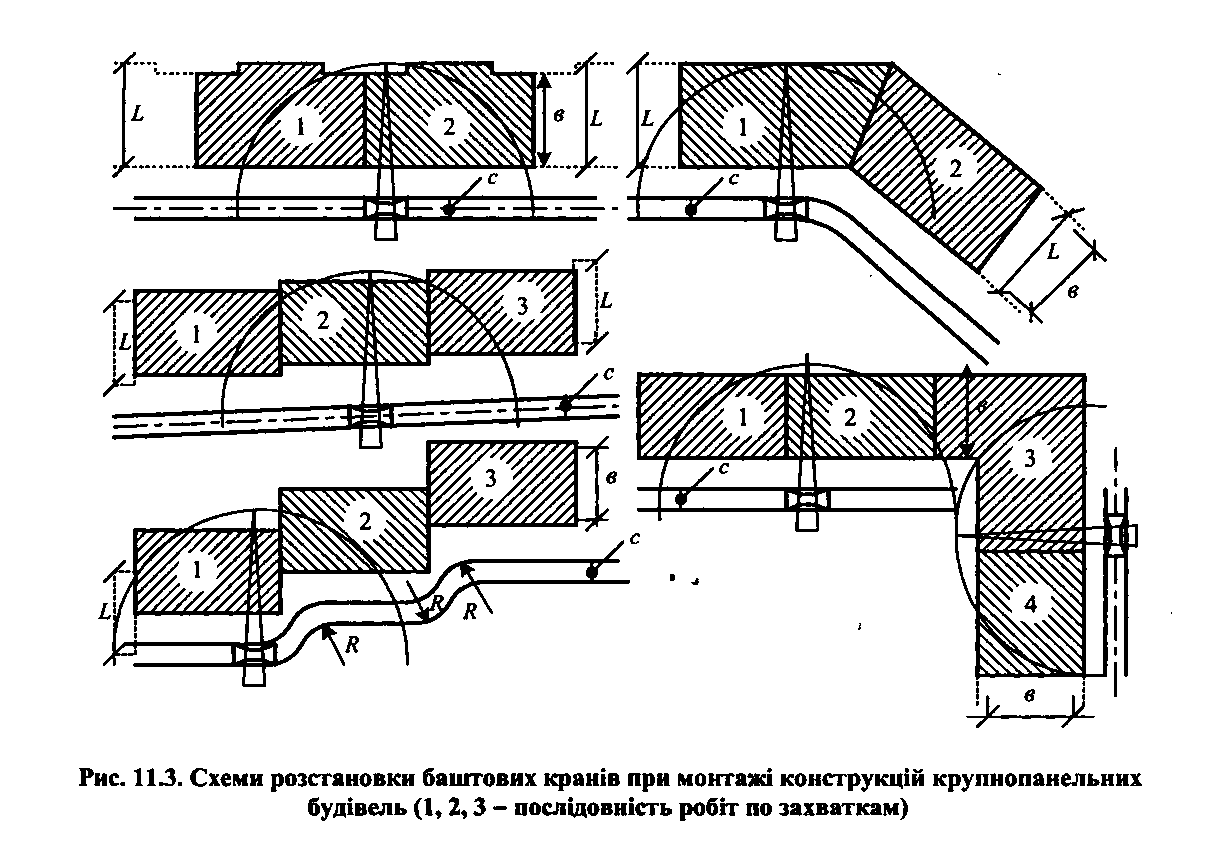 L
1
2
в
L
c
L
1
2
c
L
в
L
1
2
3
L
c
1
2
в
3
c
4
в
L
1
2
3
в
c
R
R
R
Рис. 11.3. Схеми розстановки баштових кранів при монтажі конструкцій крупнопанельних
будівель (1, 2, 3 – послідовність робіт по захваткам)